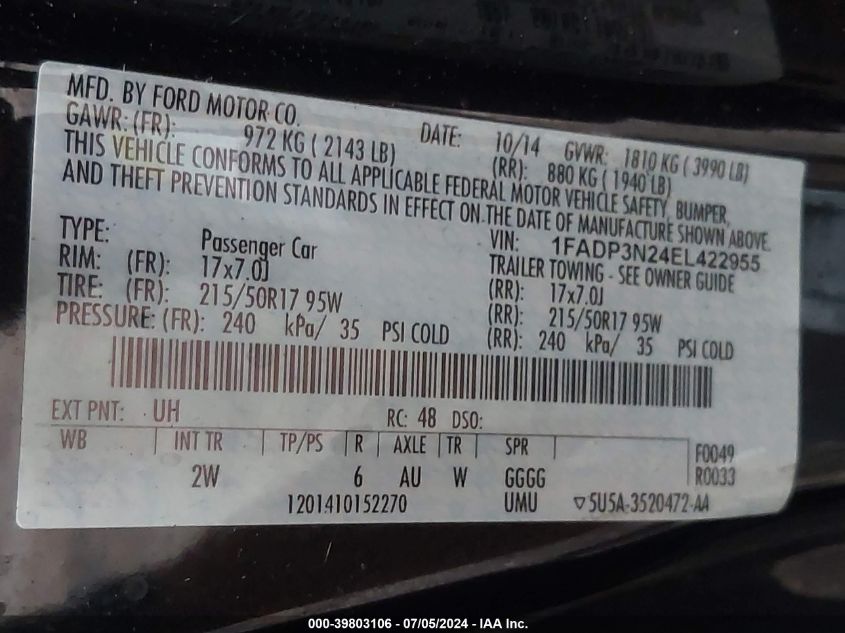 MFD. BY FORD MOTOR CO.
DATE: 10/14 GVWR: 1810 KG ( 3990 LB)
GAWR: (FR): 972 KG ( 2143 LB) (RR): 880 KG ( 1940 LB)
THIS VEHICLE CONFORMS TO ALL APPLICABLE FEDERAL MOTOR VEHICLE SAFETY, BUMPER,
AND THEFT PREVENTION STANDARDS IN EFFECT ON THE DATE OF MANUFACTURE SHOWN ABOVE.
VIN: 1FADP3N24EL422955
TYPE: Passenger Car TRAILER TOWING - SEE OWNER GUIDE
RIM: (FR): 17x7.0J (RR): 17x7.0J
TIRE: (FR): 215/50R17 95W (RR): 215/50R17 95W
PRESSURE: (FR): 240 kPa/ 35 PSI COLD (RR): 240 kPa/ 35 PSI COLD
EXT PNT: UH RC: 48 DSO:
WB INT TR TP/PS R AXLE TR SPR F0049
2W 6 AU W GGGG R0033
1201410152270 UMU ▽5U5A-3520472-AA
000-39803106 - 07/05/2024 - IAA Inc.